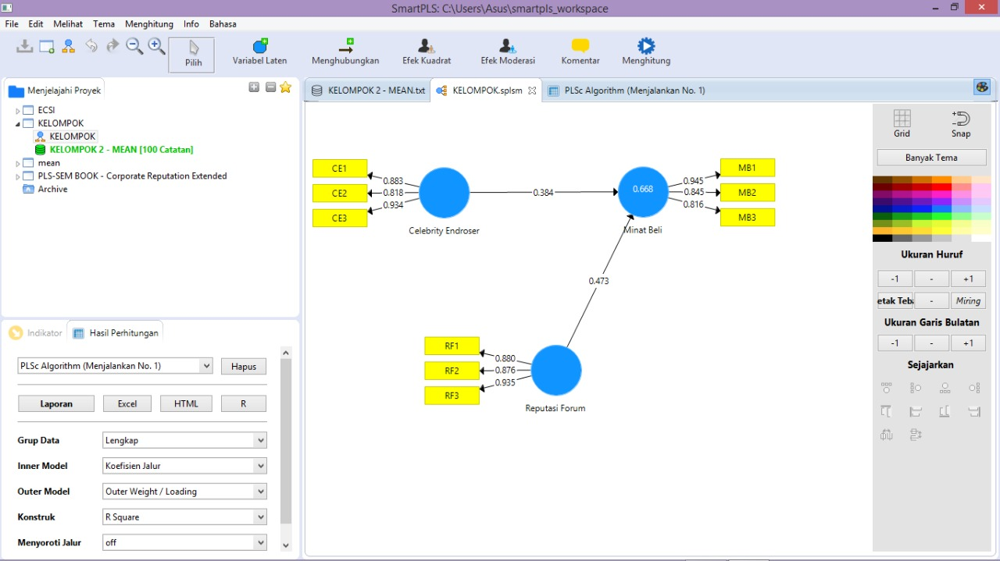 SmartPLS: C:\Users\Asus\smartpls_workspace
File Edit Melihat Tema Menghitung Info Bahasa
Pilih
Variabel Laten
Menghubungkan
Efek Kuadrat
Efek Moderasi
Komentar
Menghitung
Menjelajahi Proyek
ECSI
KELOMPOK
KELOMPOK
KELOMPOK 2 - MEAN [100 Catatan]
mean
PLS-SEM BOOK - Corporate Reputation Extended
Archive
Indikator
Hasil Perhitungan
PLSc Algorithm (Menjalankan No. 1)
Hapus
Laporan
Excel
HTML
R
Grup Data
Lengkap
Inner Model
Koefisien Jalur
Outer Model
Outer Weight / Loading
Konstruk
R Square
Menyoroti Jalur
off
KELOMPOK 2 - MEAN.txt
KELOMPOK.splsm
PLSc Algorithm (Menjalankan No. 1)
CE1
CE2
CE3
0.883
0.818
0.934
Celebrity Endroser
0.384
0.668
Minat Beli
0.945
0.845
0.816
MB1
MB2
MB3
0.473
RF1
RF2
RF3
0.880
0.876
0.935
Reputasi Forum
Grid
Snap
Banyak Tema
Ukuran Huruf
-1
-
+1
etak Teb
-
Miring
Ukuran Garis Bulatan
-1
-
+1
Sejajarkan